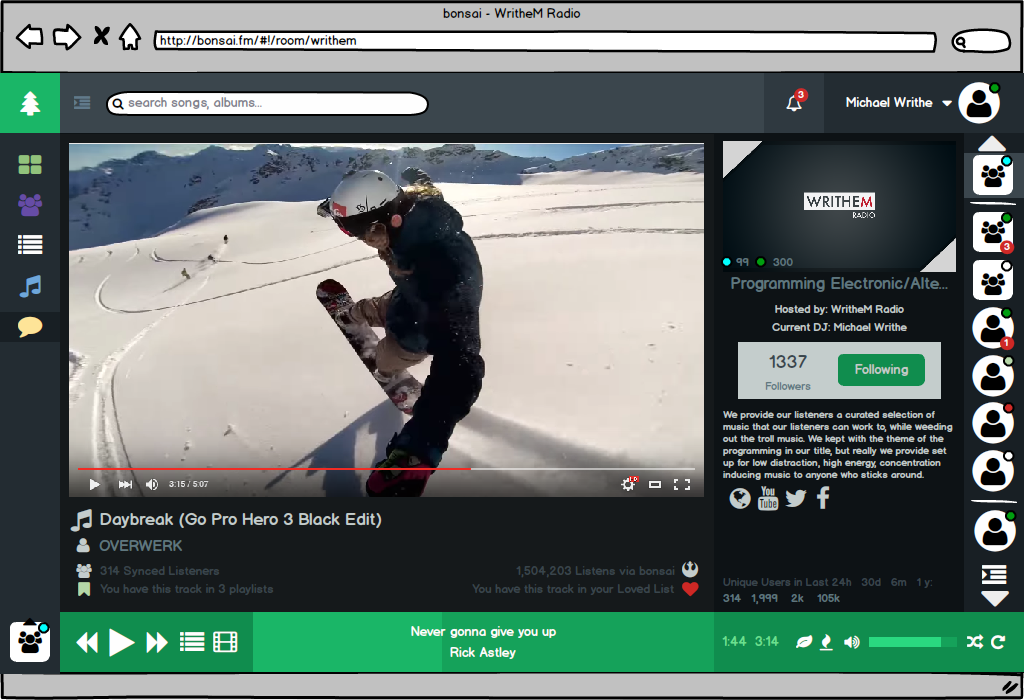 bonsai - WritheM Radio
http://bonsai.fm/#!/room/writhem
search songs, albums...
3
Michael Writhe
WRITHEM
RADIO
99 300
3
Programming Electronic/Alte...
Hosted by: WritheM Radio
Current DJ: Michael Writhe
1
1337
Followers
Following
We provide our listeners a curated selection of
music that our listeners can work to, while weeding
out the troll music. We kept with the theme of the
programming in our title, but really we provide set
up for low distraction, high energy, concentration
inducing music to anyone who sticks around.
3:15 / 5:07
HD
You
Tube
Daybreak (Go Pro Hero 3 Black Edit)
OVERWERK
314 Synced Listeners
1,504,203 Listens via bonsai
You have this track in 3 playlists
You have this track in your Loved List
Unique Users in Last 24h 30d 6m 1 y:
314 1,999 2k 105k
Never gonna give you up
Rick Astley
1:44 3:14